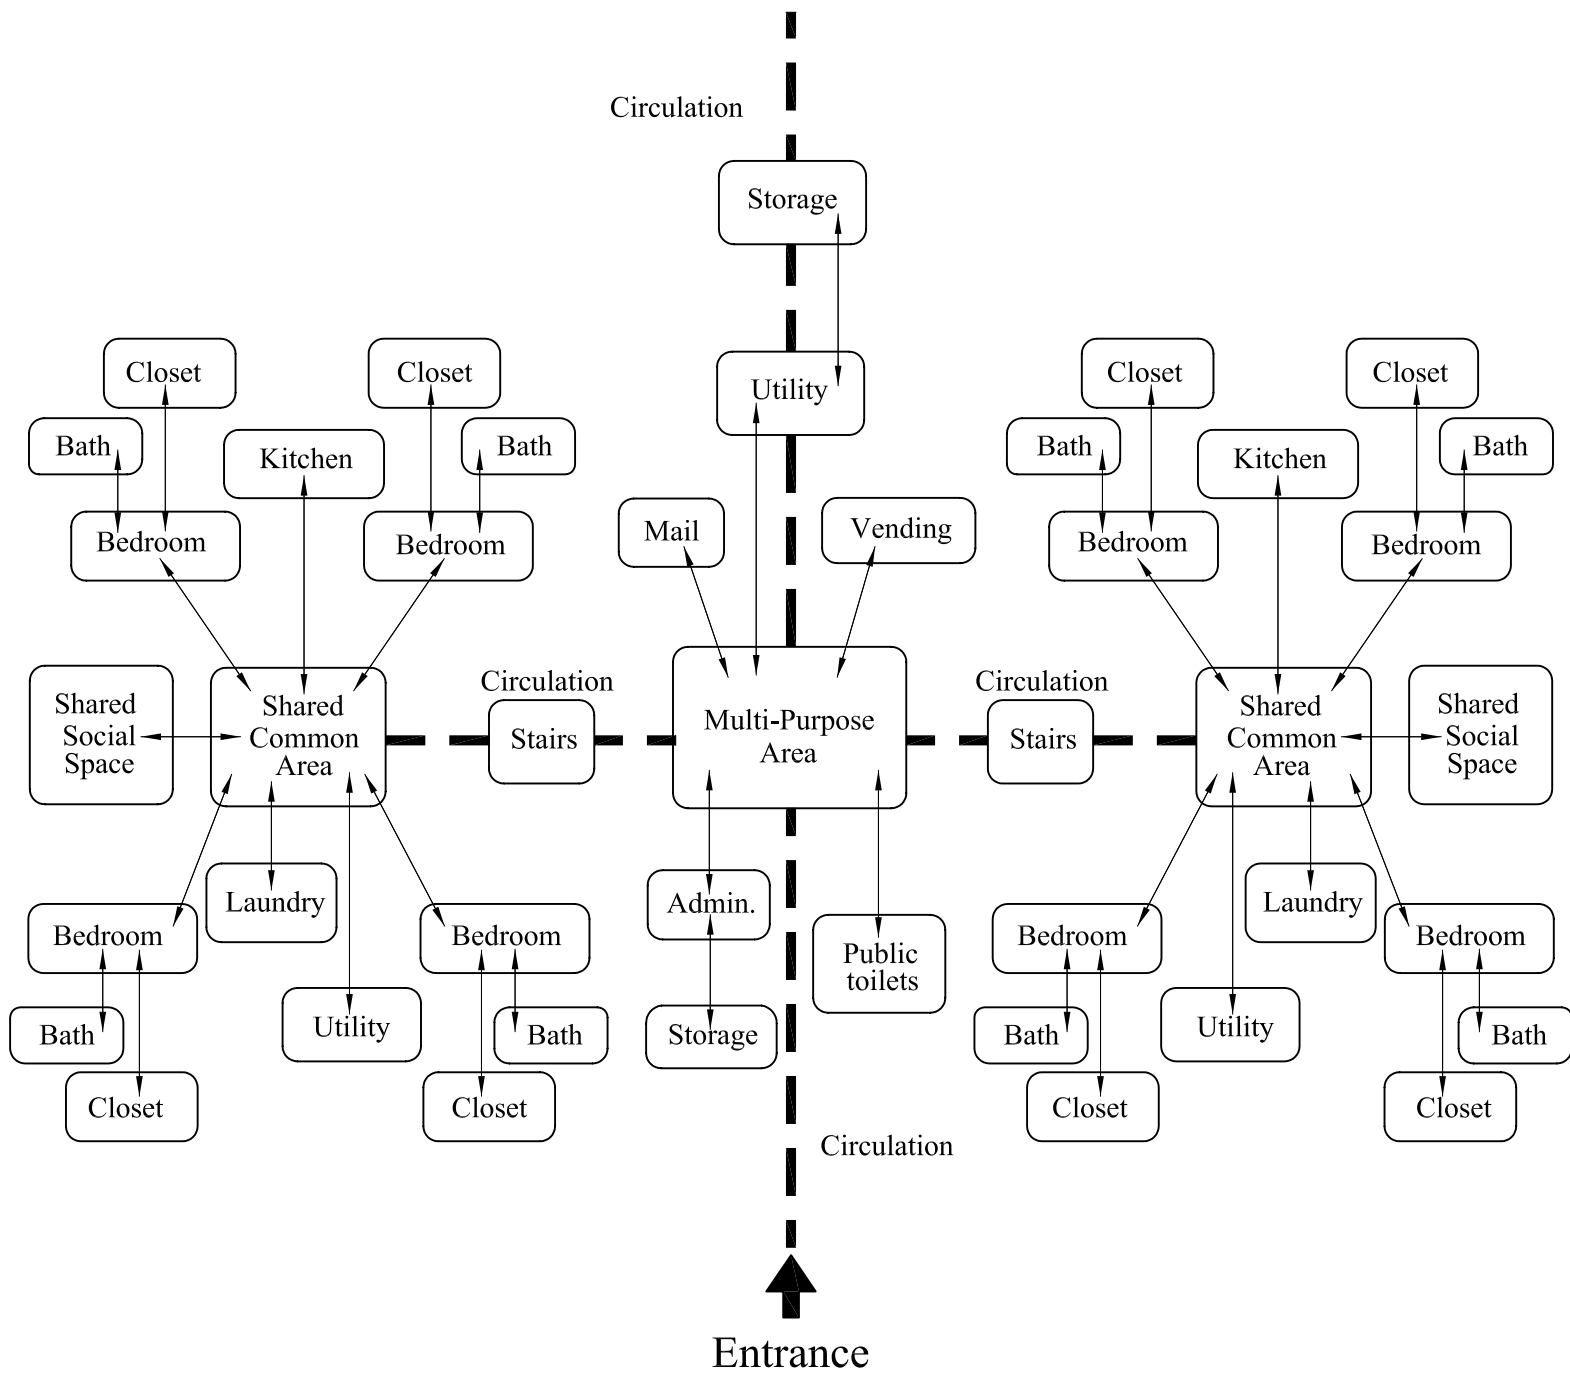 Circulation
Storage
Closet
Closet
Utility
Closet
Closet
Bath
Kitchen
Bath
Bath
Kitchen
Bath
Bedroom
Bedroom
Mail
Vending
Bedroom
Bedroom
Shared
Social
Space
Shared
Common
Area
Circulation
Stairs
Multi-Purpose
Area
Circulation
Stairs
Shared
Common
Area
Shared
Social
Space
Bedroom
Laundry
Bedroom
Admin.
Public
toilets
Bedroom
Laundry
Bedroom
Bath
Utility
Bath
Storage
Bath
Utility
Bath
Closet
Closet
Closet
Closet
Circulation
Entrance